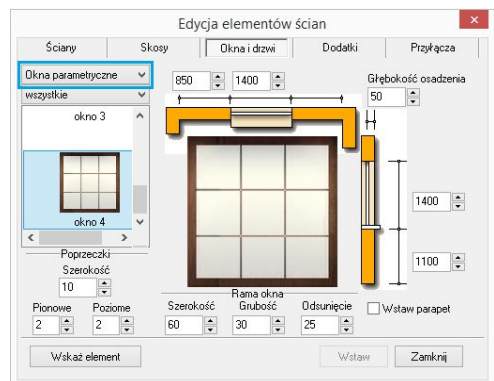 Edycja elementów ścian
Ściany Skosy Okna i drzwi Dodatki Przyłącza
Okna parametryczne
wszystkie
okno 3
okno 4
850 1400
Głębokość osadzenia
50
1400
1100
Poprzeczki
Szerokość
10
Pionowe Poziome
2 2
Rama okna
Szerokość Grubość Odsunięcie
60 30 25
Wstaw parapet
Wskaż element Wstaw Zamknij